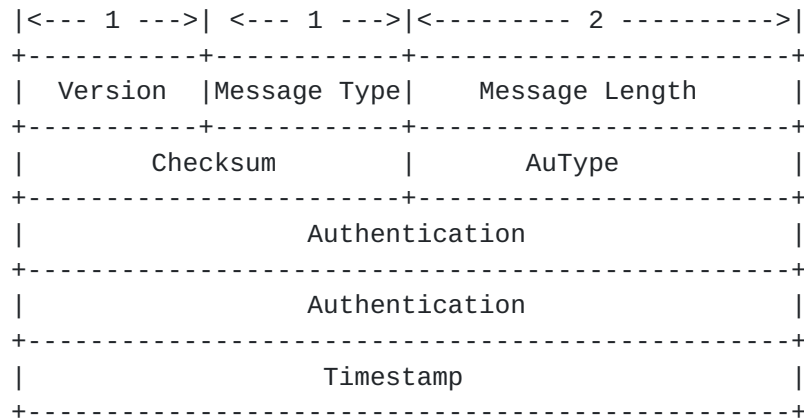 |<--- 1 --->| <--- 1 --->|<--------- 2 ---------->|
+-----------+------------+------------------------+
| Version |Message Type| Message Length |
+-----------+------------+------------------------+
| Checksum | AuType |
+------------------------+------------------------+
| Authentication |
+-------------------------------------------------+
| Authentication |
+-------------------------------------------------+
| Timestamp |
+-------------------------------------------------+